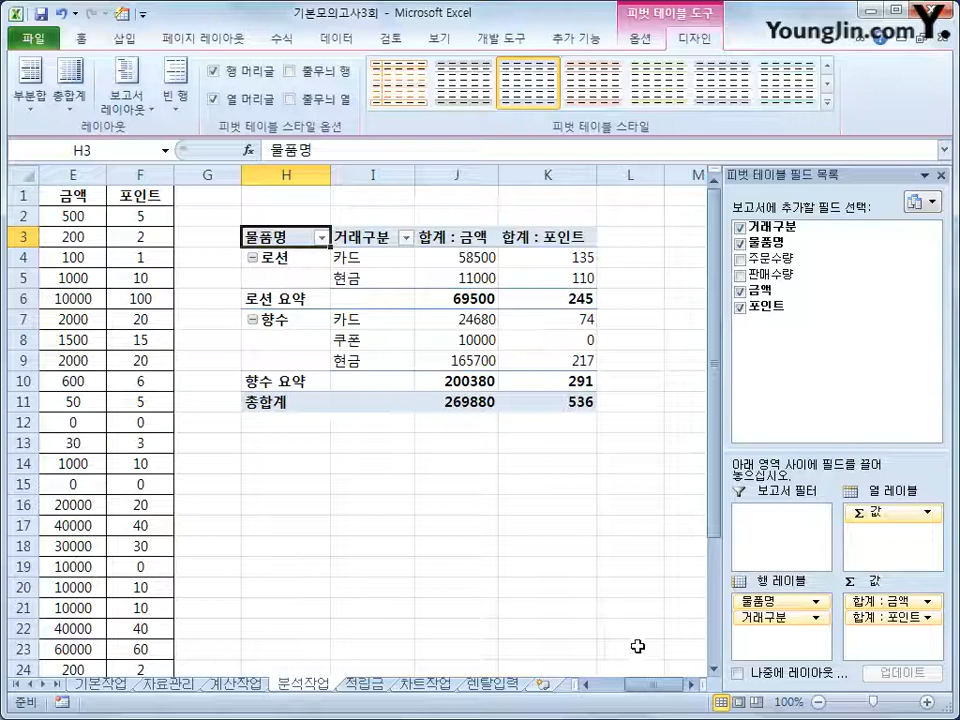 기본모의고사3회 - Microsoft Excel
피벗 테이블 도구
Younglin.com Y.
파일 홈 삽입 페이지 레이아웃 수식 데이터 검토 보기 개발 도구 추가 기능 옵션 디자인
부분합 총합계 보고서 레이아웃 빈 행
행 머리글 줄무늬 행
열 머리글 줄무늬 열
레이아웃 피벗 테이블 스타일 옵션 피벗 테이블 스타일
H3 fx 물품명
E F G H I J K L M
1 금액 포인트
2 500 5
3 200 2 물품명 거래구분 합계 : 금액 합계 : 포인트
4 100 1 로션 카드 58500 135
5 1000 10 현금 11000 110
6 10000 100 로션 요약 69500 245
7 2000 20 향수 카드 24680 74
8 1500 15 쿠폰 10000 0
9 2000 20 현금 165700 217
10 600 6 향수 요약 200380 291
11 50 5 총합계 269880 536
12 0 0
13 30 3
14 1000 10
15 0 0
16 20000 20
17 40000 40
18 30000 30
19 10000 0
20 10000 10
21 10000 10
22 40000 40
23 60000 60
24 200 2
피벗 테이블 필드 목록
보고서에 추가할 필드 선택:
거래구분
물품명
주문수량
판매수량
금액
포인트
아래 영역 사이에 필드를 끌어
놓으십시오.
보고서 필터 열 레이블
Σ 값
행 레이블 Σ 값
물품명 합계 : 금액
거래구분 합계 : 포인트
나중에 레이아웃 ... 업데이트
기본작업 자료관리 계산작업 분석작업 적립금 차트작업 렌탈입력
준비 100%